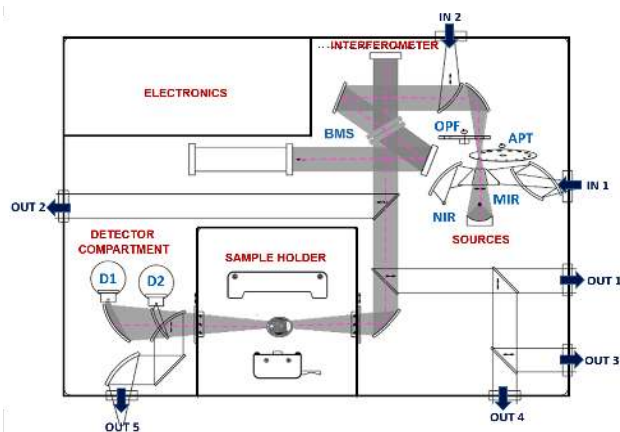 IN 2
INTERFEROMETER
ELECTRONICS
BMS
OPF
APT
IN 1
OUT 2
NIR
MIR
SOURCES
DETECTOR
COMPARTMENT
SAMPLE HOLDER
D1
D2
OUT 1
OUT 3
OUT 4
OUT 5